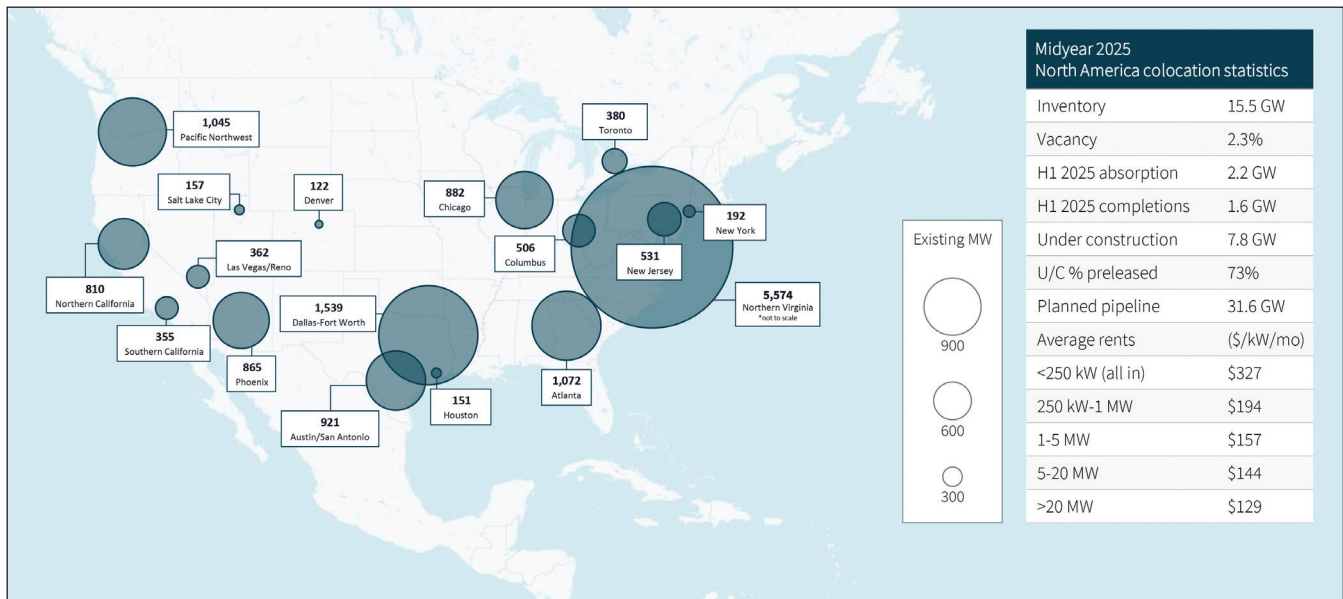 1,045
Pacific Northwest
380
Toronto
157
Salt Lake City
122
Denver
882
Chicago
192
New York
506
Columbus
531
New Jersey
362
Las Vegas/Reno
810
Northern California
1,539
Dallas-Fort Worth
5,574
Northern Virginia
*not to scale
355
Southern California
865
Phoenix
1,072
Atlanta
151
Houston
921
Austin/San Antonio
Existing MW
900
600
300
Midyear 2025
North America colocation statistics
Inventory 15.5 GW
Vacancy 2.3%
H1 2025 absorption 2.2 GW
H1 2025 completions 1.6 GW
Under construction 7.8 GW
U/C % preleased 73%
Planned pipeline 31.6 GW
Average rents ($/kW/mo)
<250 kW (all in) $327
250 kW-1 MW $194
1-5 MW $157
5-20 MW $144
>20 MW $129